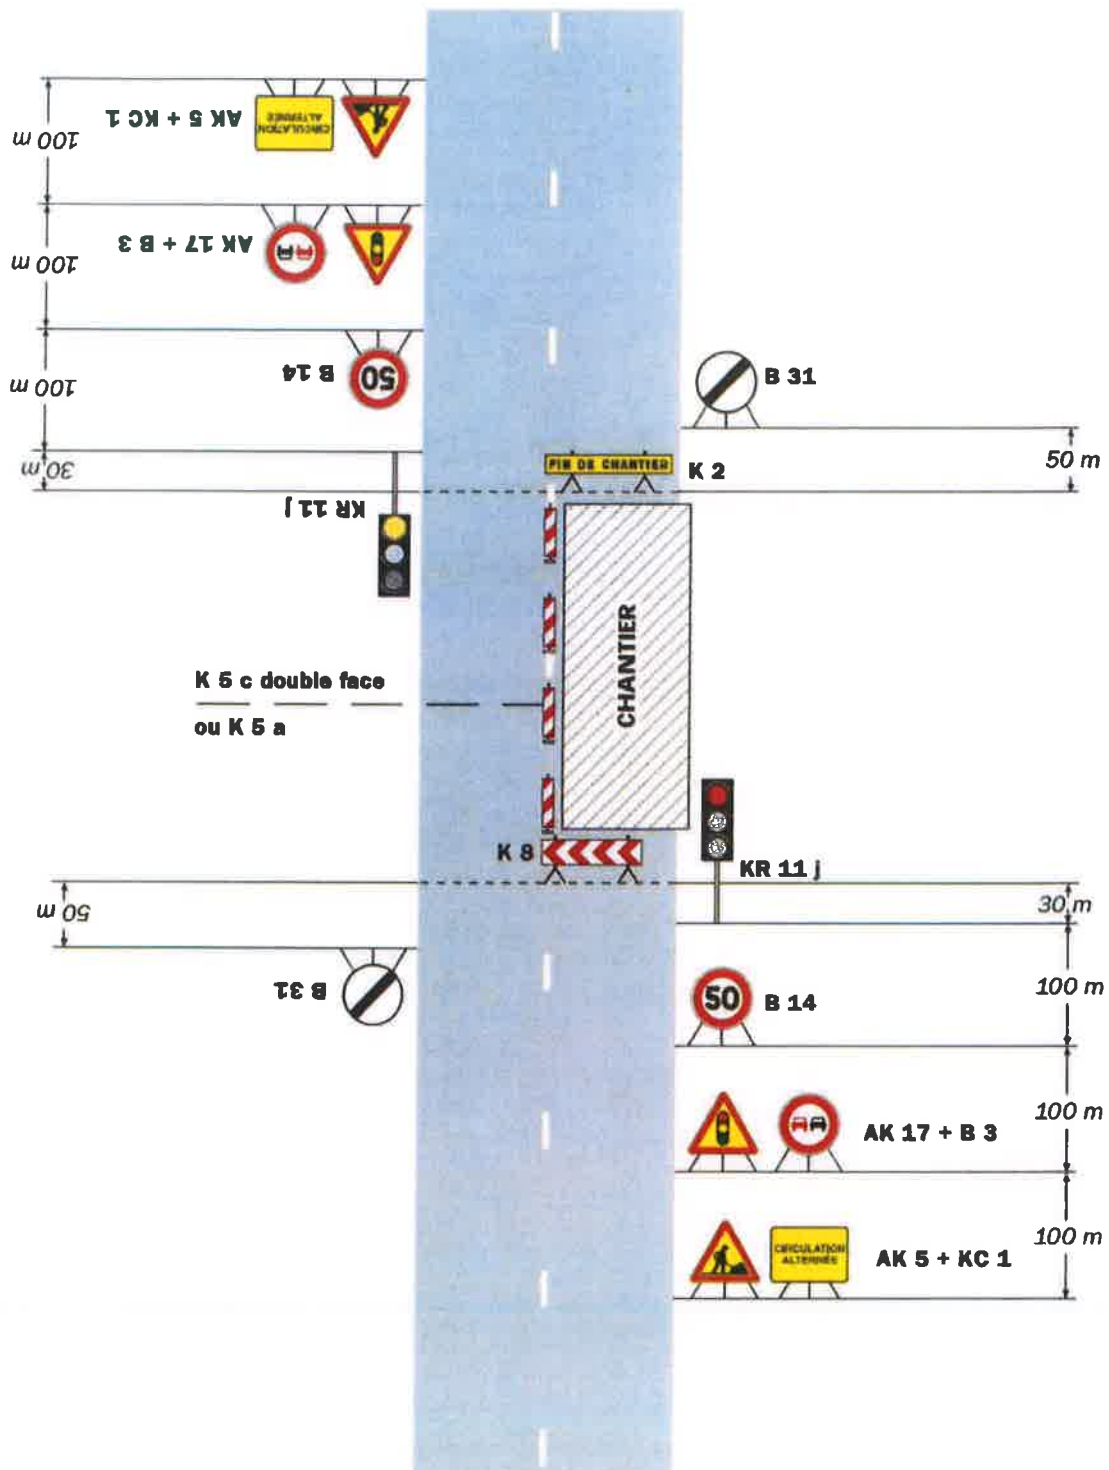 100 m
AK 5 + KC 1
CIRCULATION
ALTERNÉE
100 m
AK 17 + B 3
100 m
B 14
50
B 31
30 m
KR 11 j
FIN DE CHANTIER
K 2
50 m
CHANTIER
K 5 c double face
ou K 5 a
K 8
KR 11 j
50 m
30 m
B 31
50
B 14
100 m
AK 17 + B 3
100 m
CIRCULATION
ALTERNÉE
AK 5 + KC 1
100 m